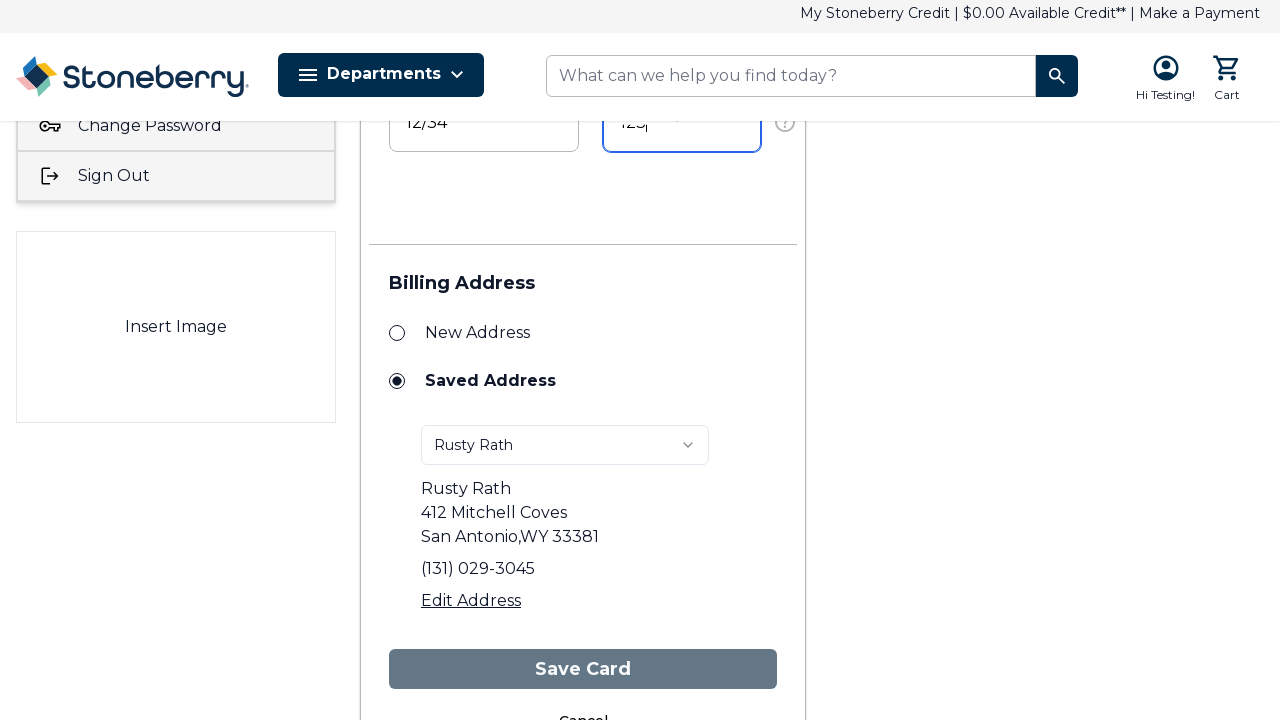 My Stoneberry Credit | $0.00 Available Credit** | Make a Payment
Stoneberry
Departments
What can we help you find today?
Hi Testing!
Cart
Change Password
12/34
123
Sign Out
Insert Image
Billing Address
New Address
Saved Address
Rusty Rath
Rusty Rath
412 Mitchell Coves
San Antonio,WY 33381
(131) 029-3045
Edit Address
Save Card
Cancel